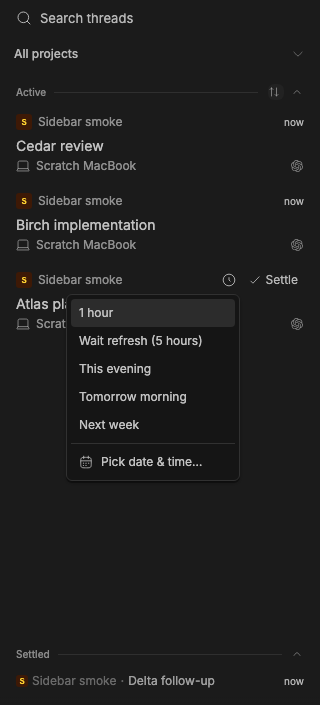 Search threads
All projects
Active
S Sidebar smoke now
Cedar review
Scratch MacBook
S Sidebar smoke now
Birch implementation
Scratch MacBook
S Sidebar smoke Settle
Atlas pl
Scrat
1 hour
Wait refresh (5 hours)
This evening
Tomorrow morning
Next week
Pick date & time...
Settled
S Sidebar smoke · Delta follow-up now